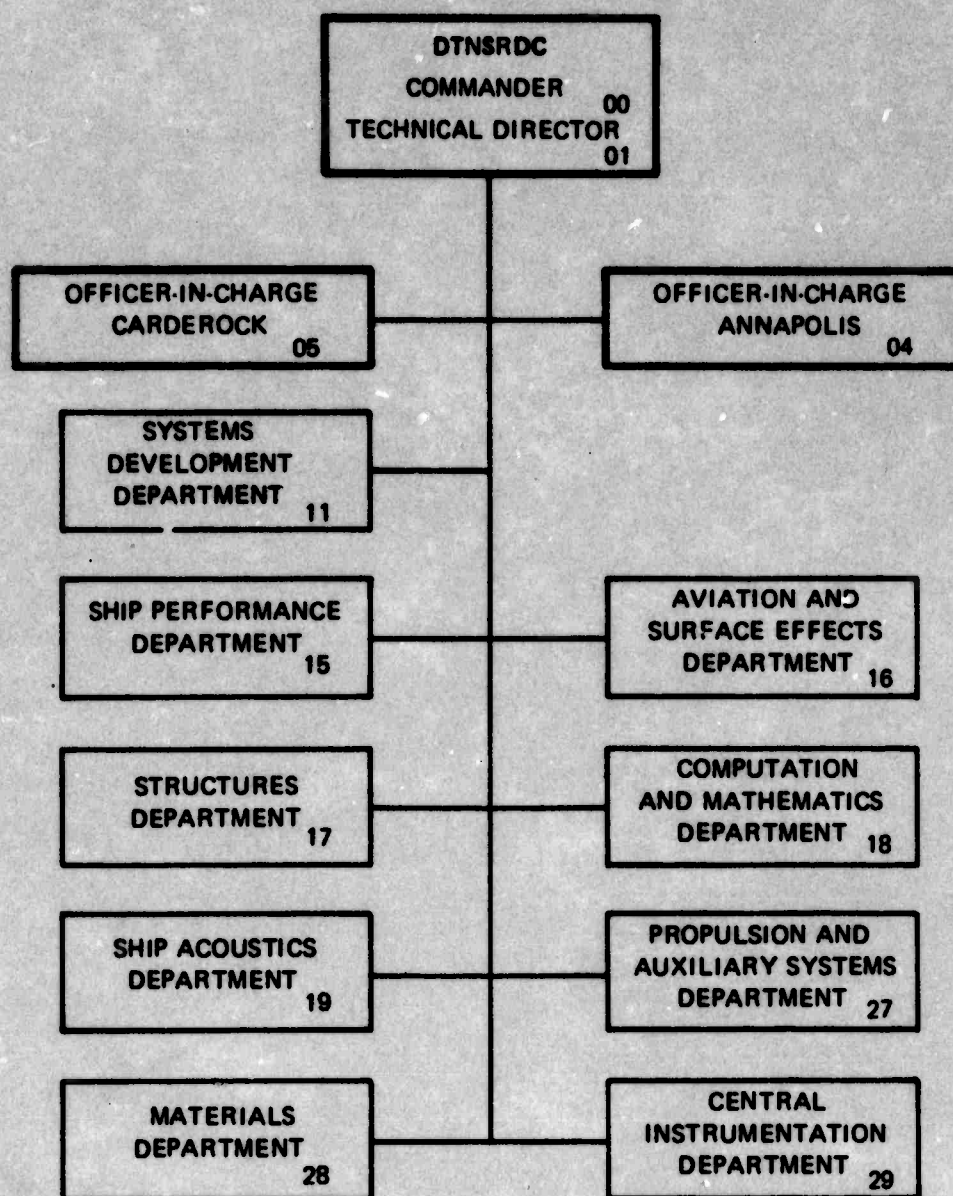 DTNSRDC
COMMANDER
00
TECHNICAL DIRECTOR
01
OFFICER-IN-CHARGE
CARDEROCK
05
OFFICER-IN-CHARGE
ANNAPOLIS
04
SYSTEMS
DEVELOPMENT
DEPARTMENT
11
SHIP PERFORMANCE
DEPARTMENT
15
AVIATION AND
SURFACE EFFECTS
DEPARTMENT
16
STRUCTURES
DEPARTMENT
17
COMPUTATION
AND MATHEMATICS
DEPARTMENT
18
SHIP ACOUSTICS
DEPARTMENT
19
PROPULSION AND
AUXILIARY SYSTEMS
DEPARTMENT
27
MATERIALS
DEPARTMENT
28
CENTRAL
INSTRUMENTATION
DEPARTMENT
29